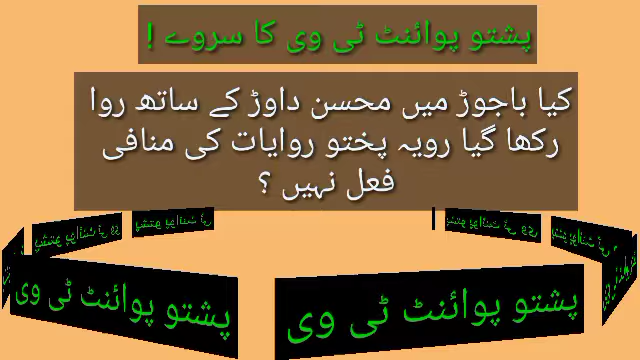 پشتو پوائنٹ ٹی وی کا سروے !
کیا باجوڑ میں محسن داوڑ کے ساتھ روا
رکھا گیا رویہ پختو روایات کی منافی
فعل نہیں ؟
پشتو پوائنٹ ٹی وی
پشتو پوائنٹ ٹی وی